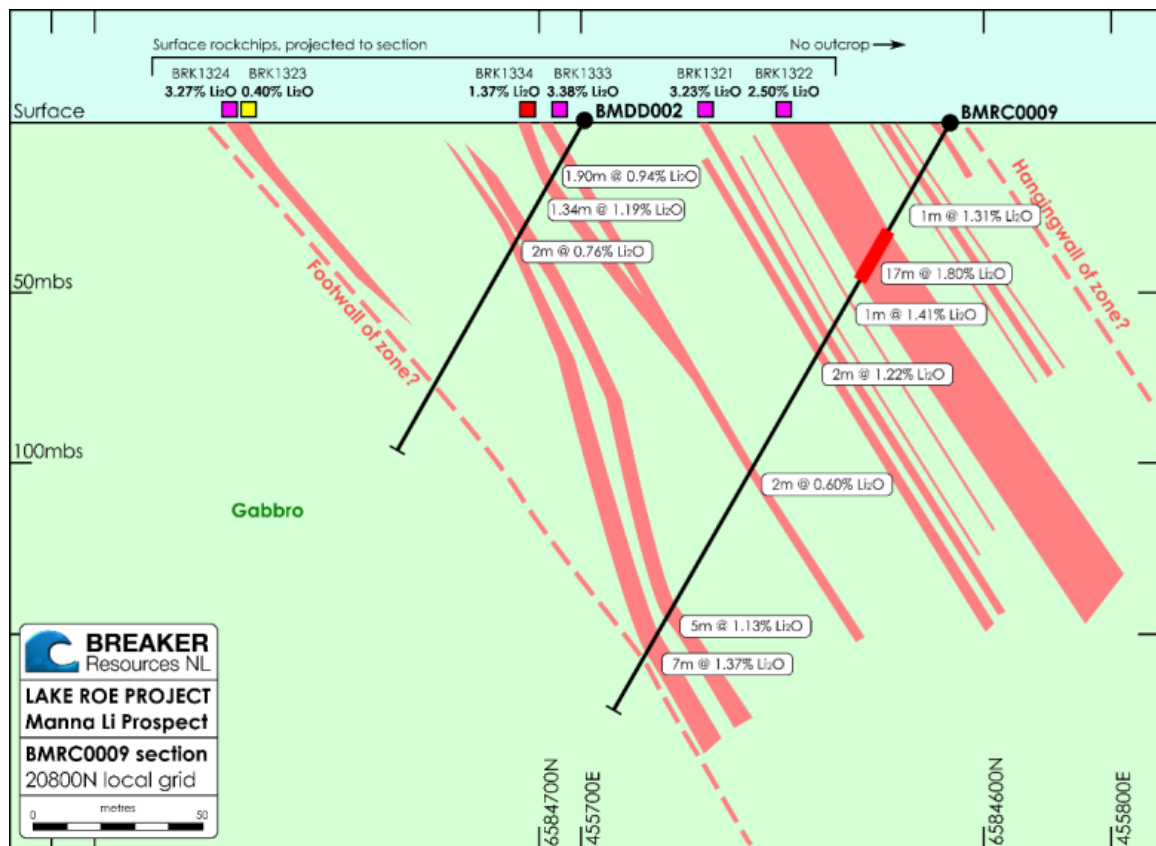 Surface rockchips, projected to section
No outcrop
BRK1324
3.27% Li2O
BRK1323
0.40% Li2O
BRK1334
1.37% Li2O
BRK1333
3.38% Li2O
BRK1321
3.23% Li2O
BRK1322
2.50% Li2O
Surface
BMDD002
BMRC0009
1.90m @ 0.94% Li2O
1.34m @ 1.19% Li2O
2m @ 0.76% Li2O
1m @ 1.31% Li2O
17m @ 1.80% Li2O
1m @ 1.41% Li2O
2m @ 1.22% Li2O
2m @ 0.60% Li2O
5m @ 1.13% Li2O
7m @ 1.37% Li2O
Footwall of zone?
Hangingwall of zone?
50mbs
100mbs
Gabbro
BREAKER
Resources NL
LAKE ROE PROJECT
Manna Li Prospect
BMRC0009 section
20800N local grid
metres
0 50
6584700N
455700E
6584600N
455800E